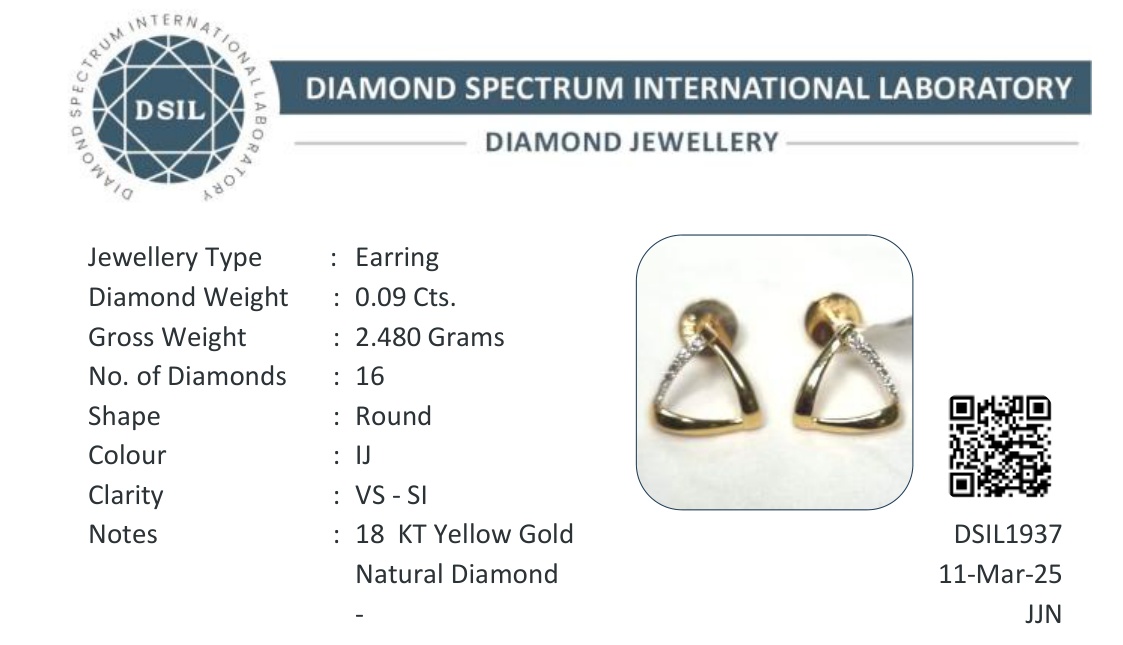 DIAMOND SPECTRUM INTERNATIONAL LABORATORY
DSIL
DIAMOND SPECTRUM INTERNATIONAL LABORATORY
DIAMOND JEWELLERY
Jewellery Type : Earring
Diamond Weight : 0.09 Cts.
Gross Weight : 2.480 Grams
No. of Diamonds : 16
Shape : Round
Colour : IJ
Clarity : VS - SI
Notes : 18 KT Yellow Gold
Natural Diamond
-
DSIL1937
11-Mar-25
JJN